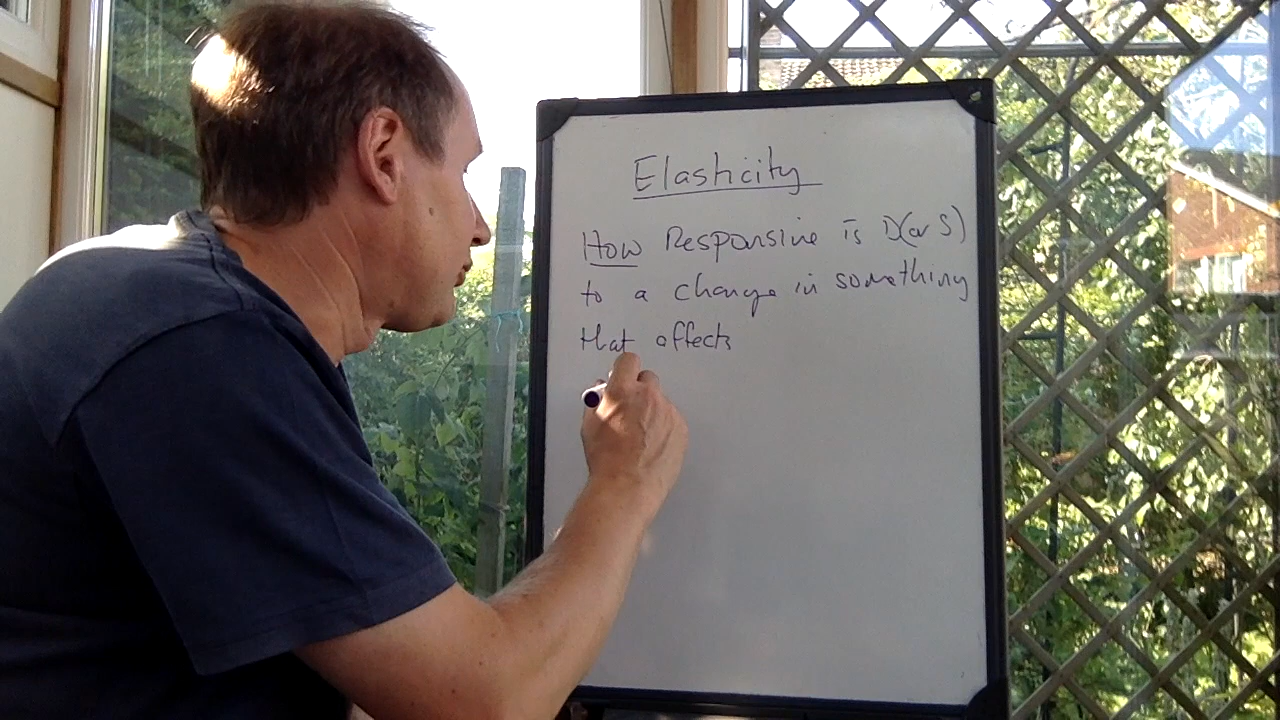 Elasticity
How Responsive is D(or S)
to a change in something
that affects